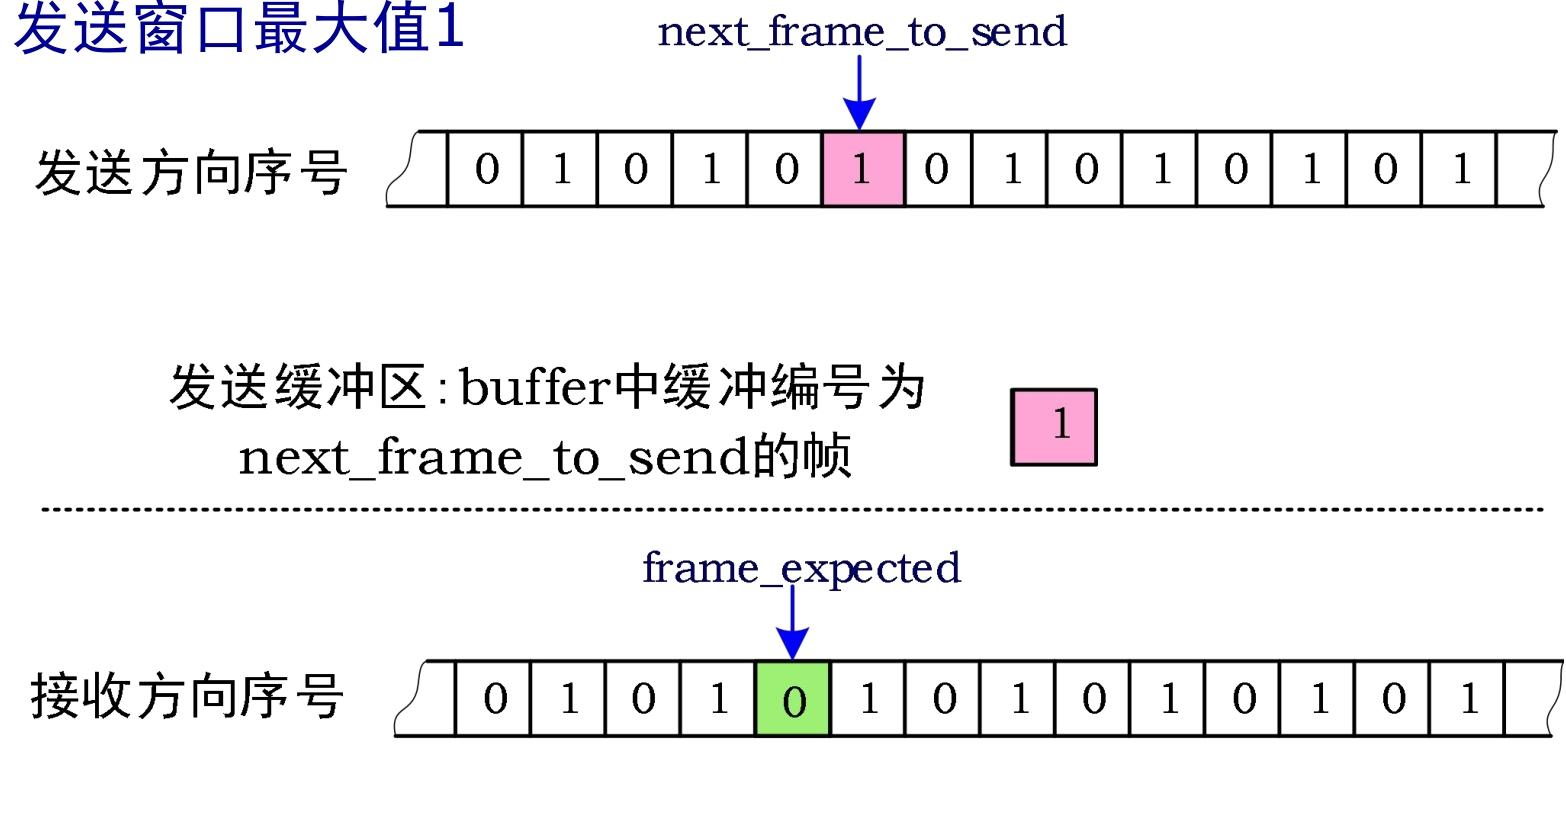 发送窗口最大值1
next_frame_to_send
发送方向序号 0 1 0 1 0 1 0 1 0 1 0 1 0 1
发送缓冲区:buffer中缓冲编号为
next_frame_to_send的帧
1
frame_expected
接收方向序号 0 1 0 1 0 1 0 1 0 1 0 1 0 1